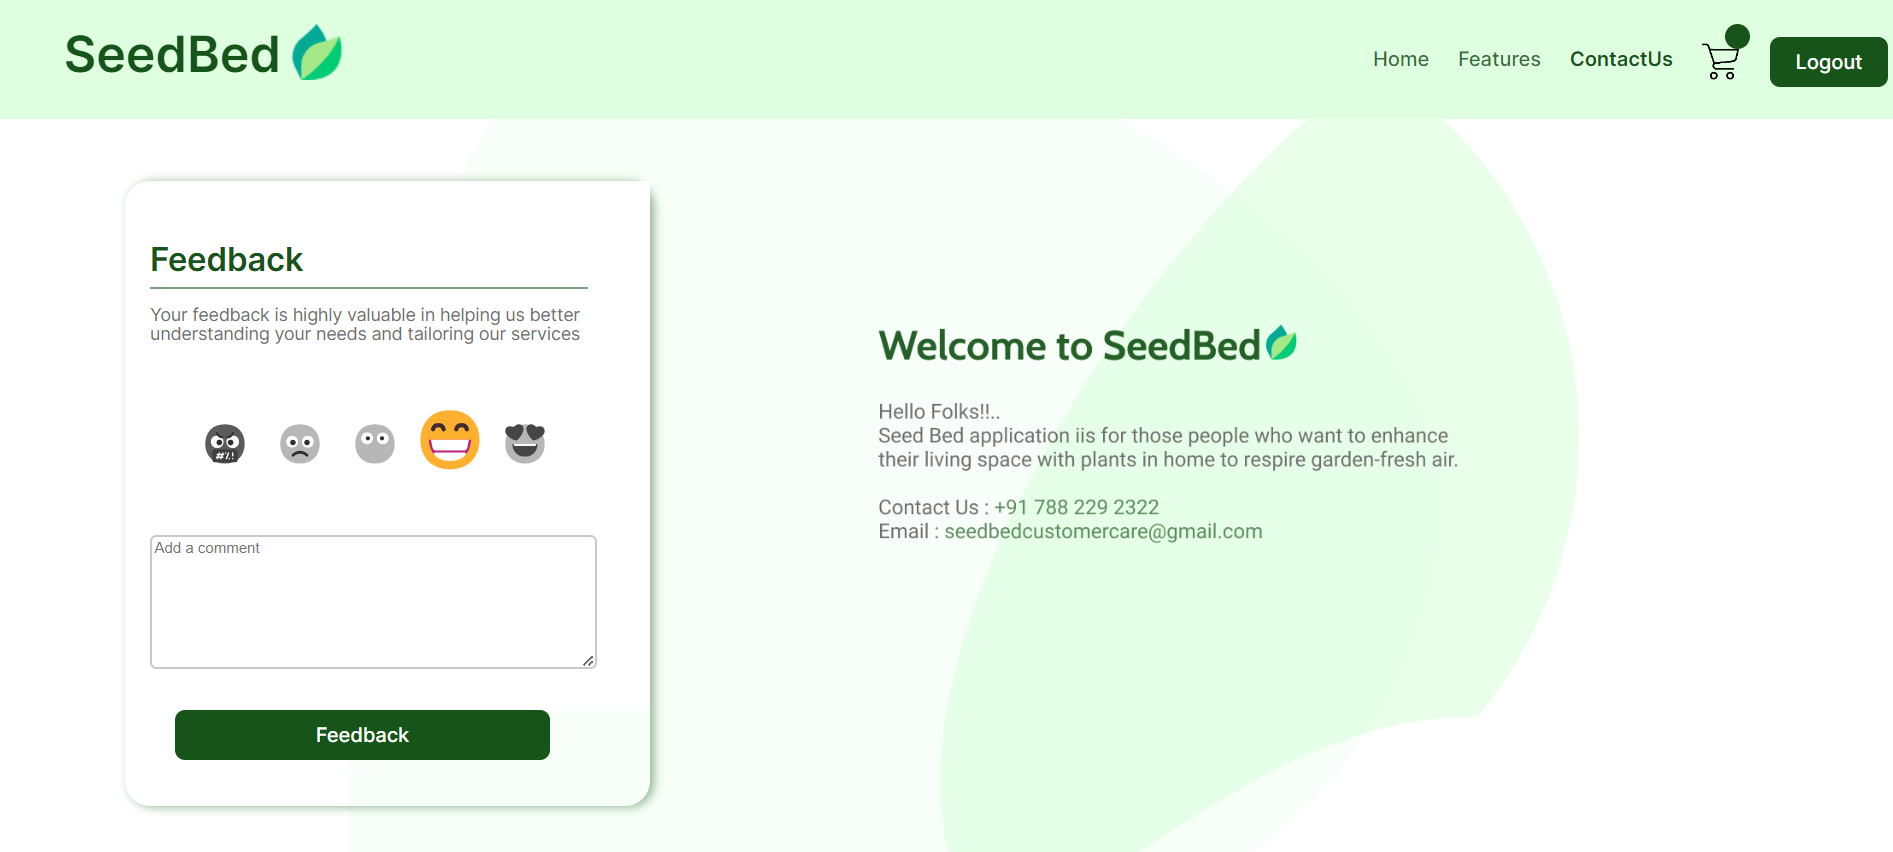 SeedBed
Home
Features
ContactUs
Logout
Feedback
Your feedback is highly valuable in helping us better
understanding your needs and tailoring our services
#%!
Add a comment
Feedback
Welcome to SeedBed
Hello Folks!!..
Seed Bed application iis for those people who want to enhance
their living space with plants in home to respire garden-fresh air.
Contact Us : +91 788 229 2322
Email : seedbedcustomercare@gmail.com